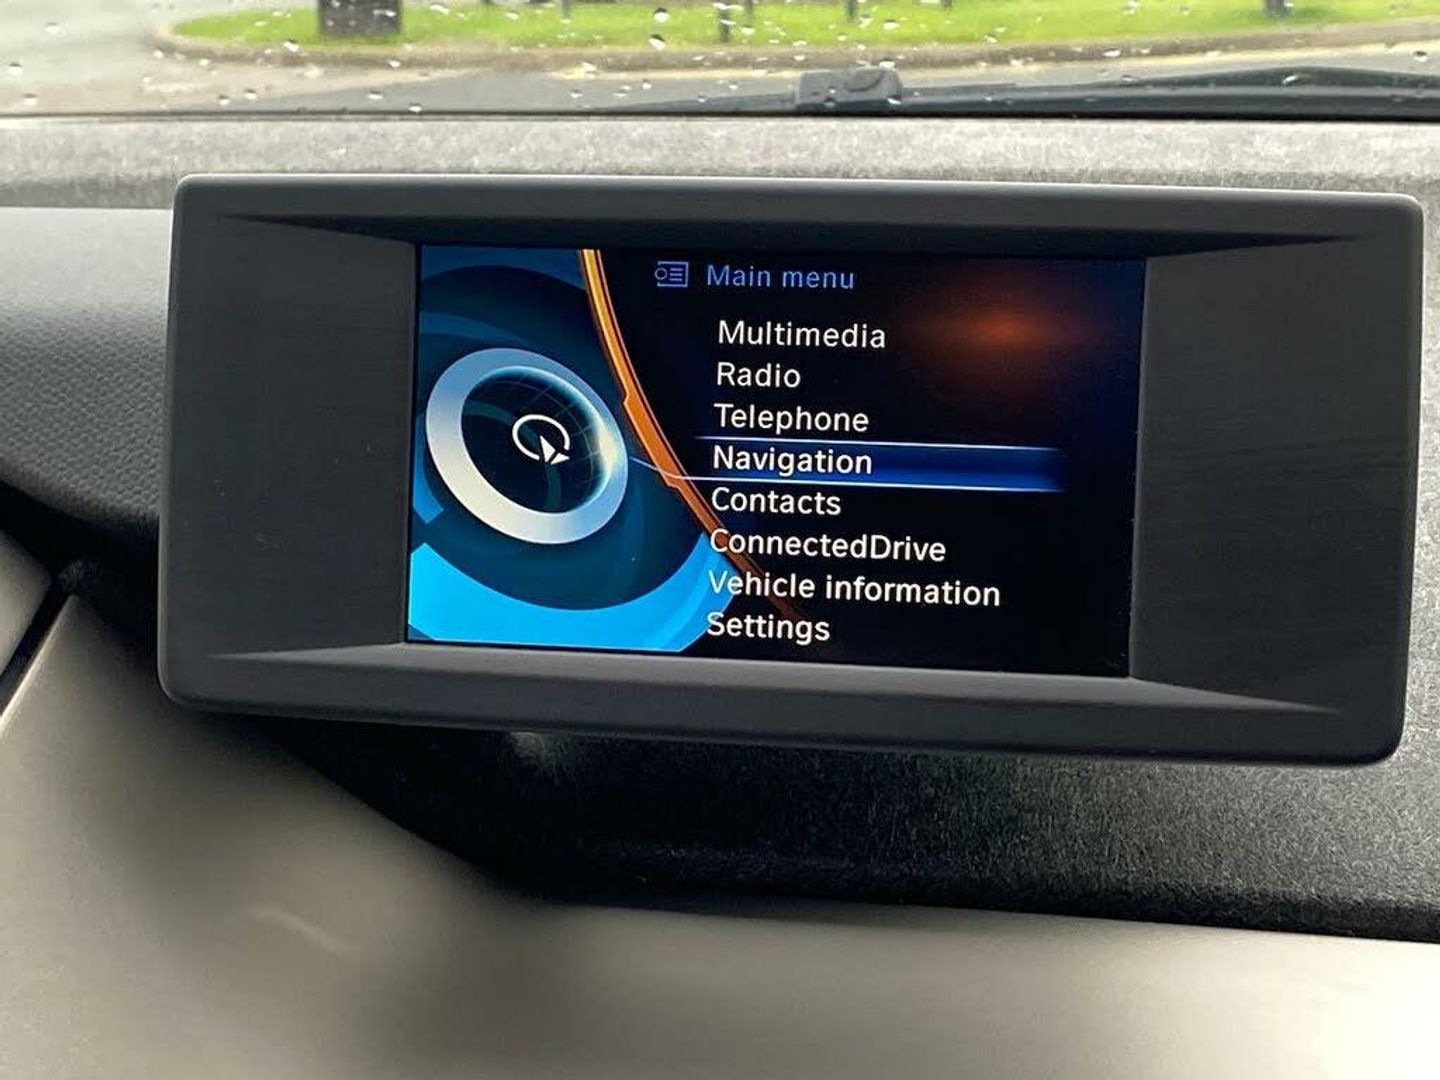 Main menu
Multimedia
Radio
Telephone
Navigation
Contacts
ConnectedDrive
Vehicle information
Settings